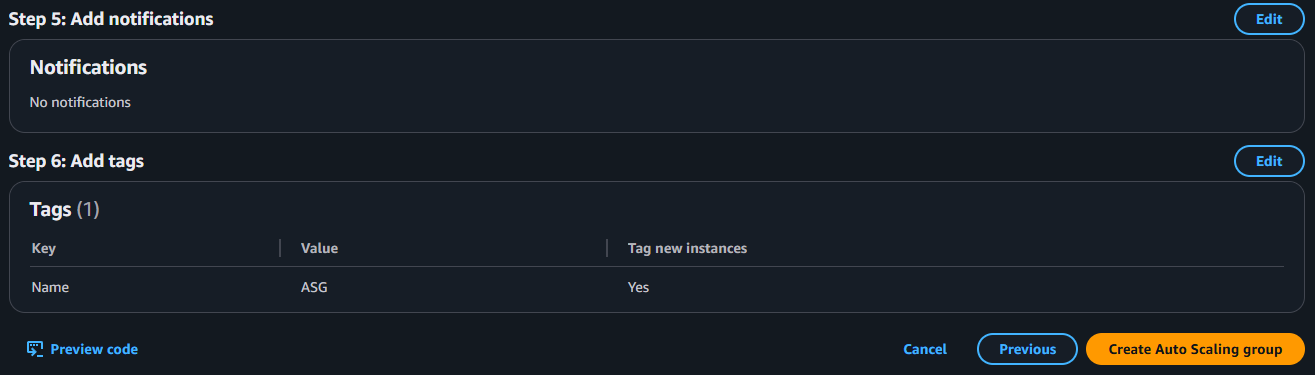 Step 5: Add notifications
Edit
Notifications
No notifications
Step 6: Add tags
Edit
Tags (1)
Key Value Tag new instances
Name ASG Yes
Preview code Cancel Previous Create Auto Scaling group